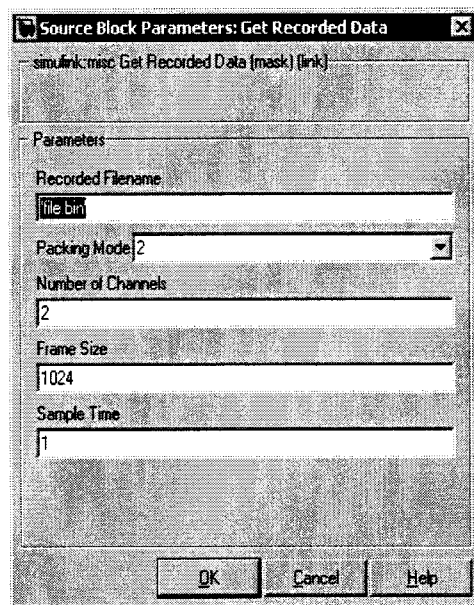 Source Block Parameters: Get Recorded Data
simulink:misc Get Recorded Data (mask) (link)
Parameters
Recorded Filename
'file.bin'
Packing Mode 2
Number of Channels
2
Frame Size
1024
Sample Time
1
OK Cancel Help